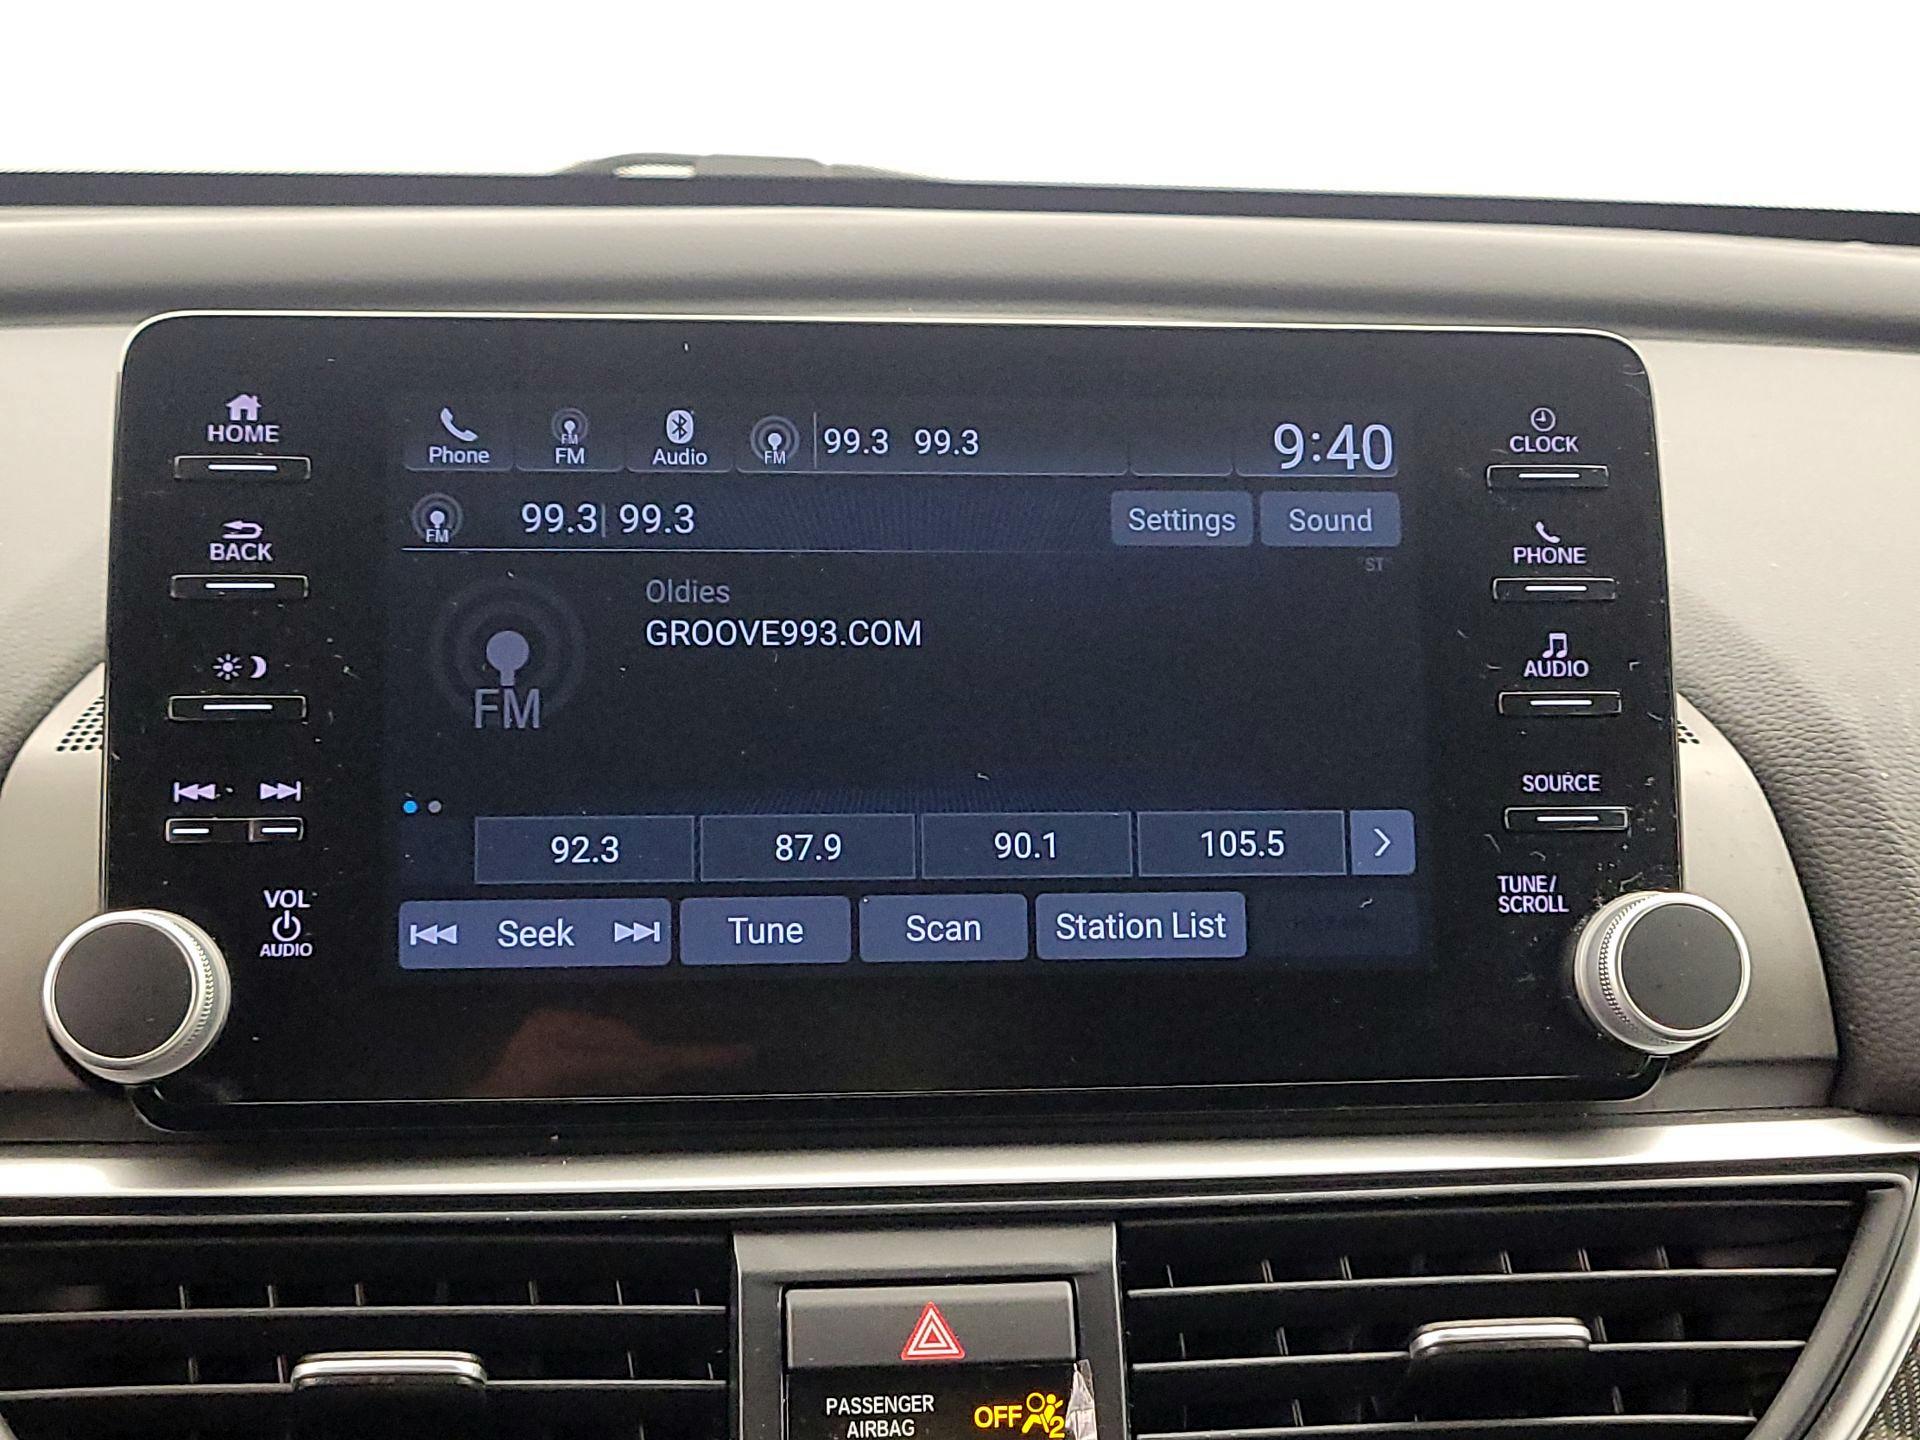 HOME
BACK
VOL
AUDIO
Phone
FM
FM
Audio
FM
99.3 99.3
9:40
FM
99.3 99.3
Settings
Sound
ST
Oldies
GROOVE993.COM
FM
92.3
87.9
90.1
105.5
Seek
Tune
Scan
Station List
CLOCK
PHONE
AUDIO
SOURCE
TUNE/
SCROLL
PASSENGER
AIRBAG
OFF
2